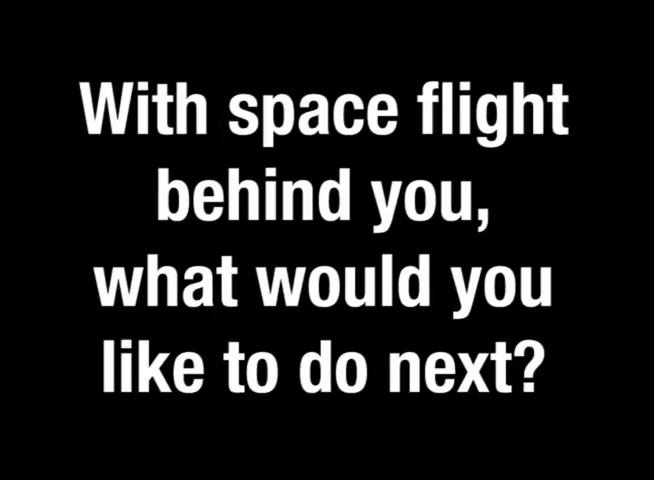 With space flight
behind you,
what would you
like to do next?